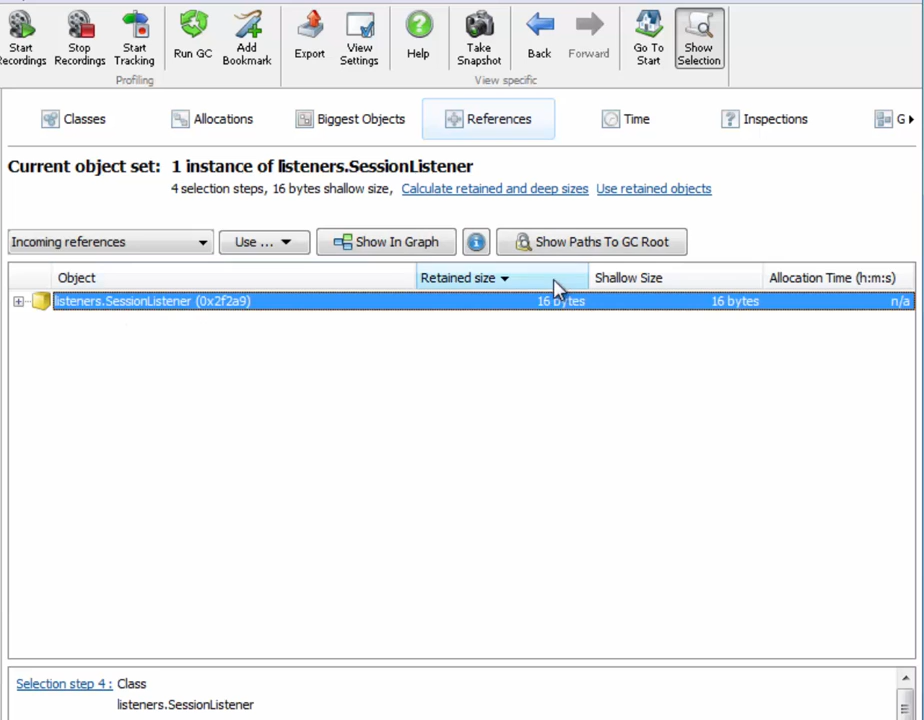 Start
Recordings
Stop
Recordings
Start
Tracking
Run GC
Add
Bookmark
Export
View
Settings
Help
Take
Snapshot
Back
Forward
Go To
Start
Show
Selection
Profiling
View specific
Classes
Allocations
Biggest Objects
References
Time
Inspections
G
Current object set: 1 instance of listeners.SessionListener
4 selection steps, 16 bytes shallow size, Calculate retained and deep sizes Use retained objects
Incoming references
Use ...
Show In Graph
Show Paths To GC Root
Object Retained size Shallow Size Allocation Time (h:m:s)
listeners.SessionListener (0x2f2a9) 16 bytes 16 bytes n/a
Selection step 4 : Class
listeners.SessionListener